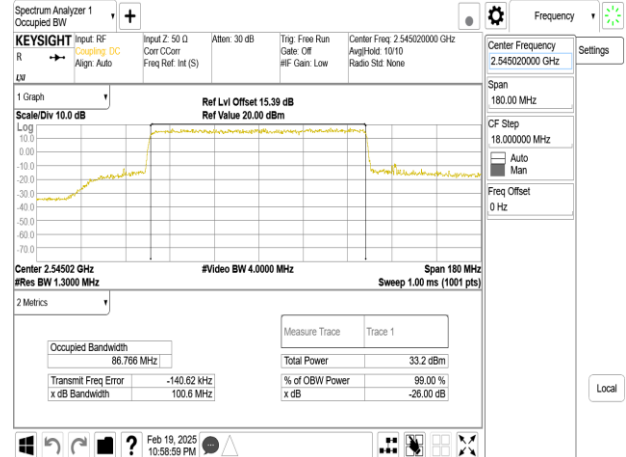 Spectrum Analyzer 1
Occupied BW
Frequency
KEYSIGHT
R
Input: RF
Coupling: DC
Align: Auto
Input Z: 50 Ω
Corr CCorr
Freq Ref: Int (S)
Atten: 30 dB
Trig: Free Run
Gate: Off
#IF Gain: Low
Center Freq: 2.545020000 GHz
Avg|Hold: 10/10
Radio Std: None
1 Graph
Scale/Div 10.0 dB
Ref Lvl Offset 15.39 dB
Ref Value 20.00 dBm
Log
10.0
0.00
-10.0
-20.0
-30.0
-40.0
-50.0
-60.0
-70.0
Center 2.54502 GHz
#Res BW 1.3000 MHz
#Video BW 4.0000 MHz
Span 180 MHz
Sweep 1.00 ms (1001 pts)
2 Metrics
Occupied Bandwidth
86.766 MHz
Transmit Freq Error -140.62 kHz
x dB Bandwidth 100.6 MHz
Measure Trace Trace 1
Total Power 33.2 dBm
% of OBW Power 99.00 %
x dB -26.00 dB
Center Frequency
2.545020000 GHz
Span
180.00 MHz
CF Step
18.000000 MHz
Auto
Man
Freq Offset
0 Hz
Settings
Local
Feb 19, 2025
10:58:59 PM